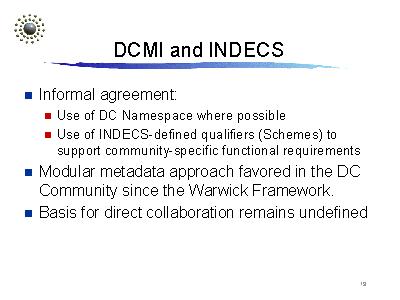 DCMI and INDECS
Informal agreement:
Use of DC Namespace where possible
Use of INDECS-defined qualifiers (Schemes) to
support community-specific functional requirements
Modular metadata approach favored in the DC
Community since the Warwick Framework.
Basis for direct collaboration remains undefined